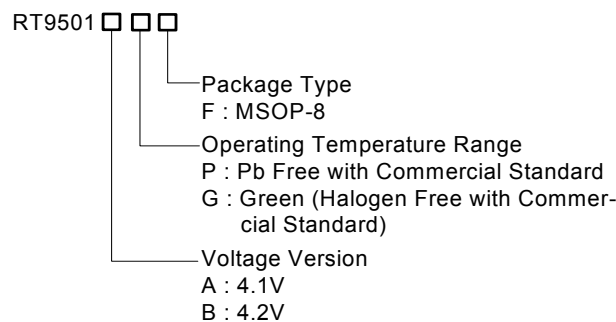 RT9501
Package Type
F : MSOP-8
Operating Temperature Range
P : Pb Free with Commercial Standard
G : Green (Halogen Free with Commer-
cial Standard)
Voltage Version
A : 4.1V
B : 4.2V